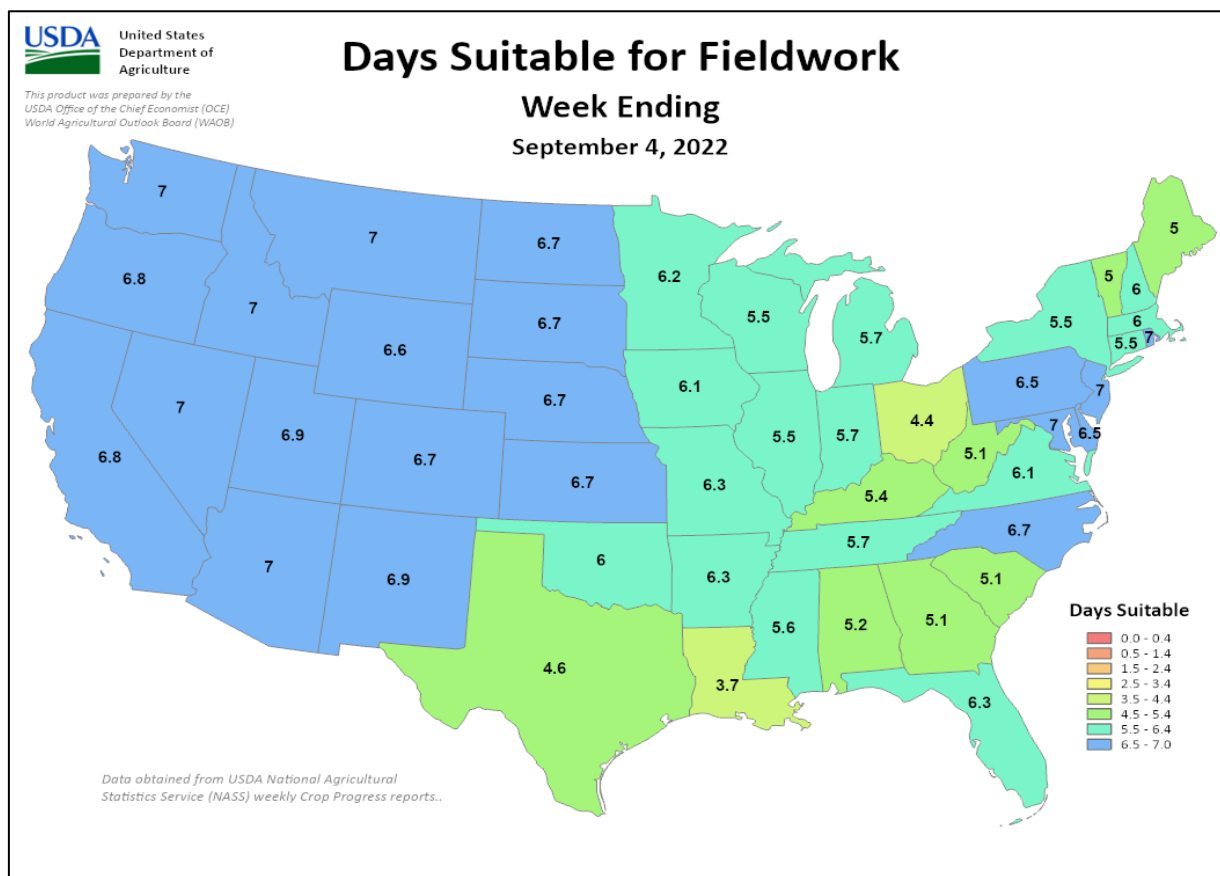 USDA
United States
Department of
Agriculture
This product was prepared by the
USDA Office of the Chief Economist (OCE)
World Agricultural Outlook Board (WAOB)
Days Suitable for Fieldwork
Week Ending
September 4, 2022
7
7
6.7
6.2
5
6.8
7
6.6
6.7
5.5
5.7
5.5
5
6
6
5.5
7
6.8
7
6.9
6.7
6.7
6.7
6.1
5.5
5.7
4.4
6.5
7
7
6.5
5.1
6.1
6.3
5.4
5.7
6.7
7
6.9
6
6.3
5.6
5.2
5.1
5.1
4.6
3.7
6.3
Days Suitable
0.0 - 0.4
0.5 - 1.4
1.5 - 2.4
2.5 - 3.4
3.5 - 4.4
4.5 - 5.4
5.5 - 6.4
6.5 - 7.0
Data obtained from USDA National Agricultural
Statistics Service (NASS) weekly Crop Progress reports..